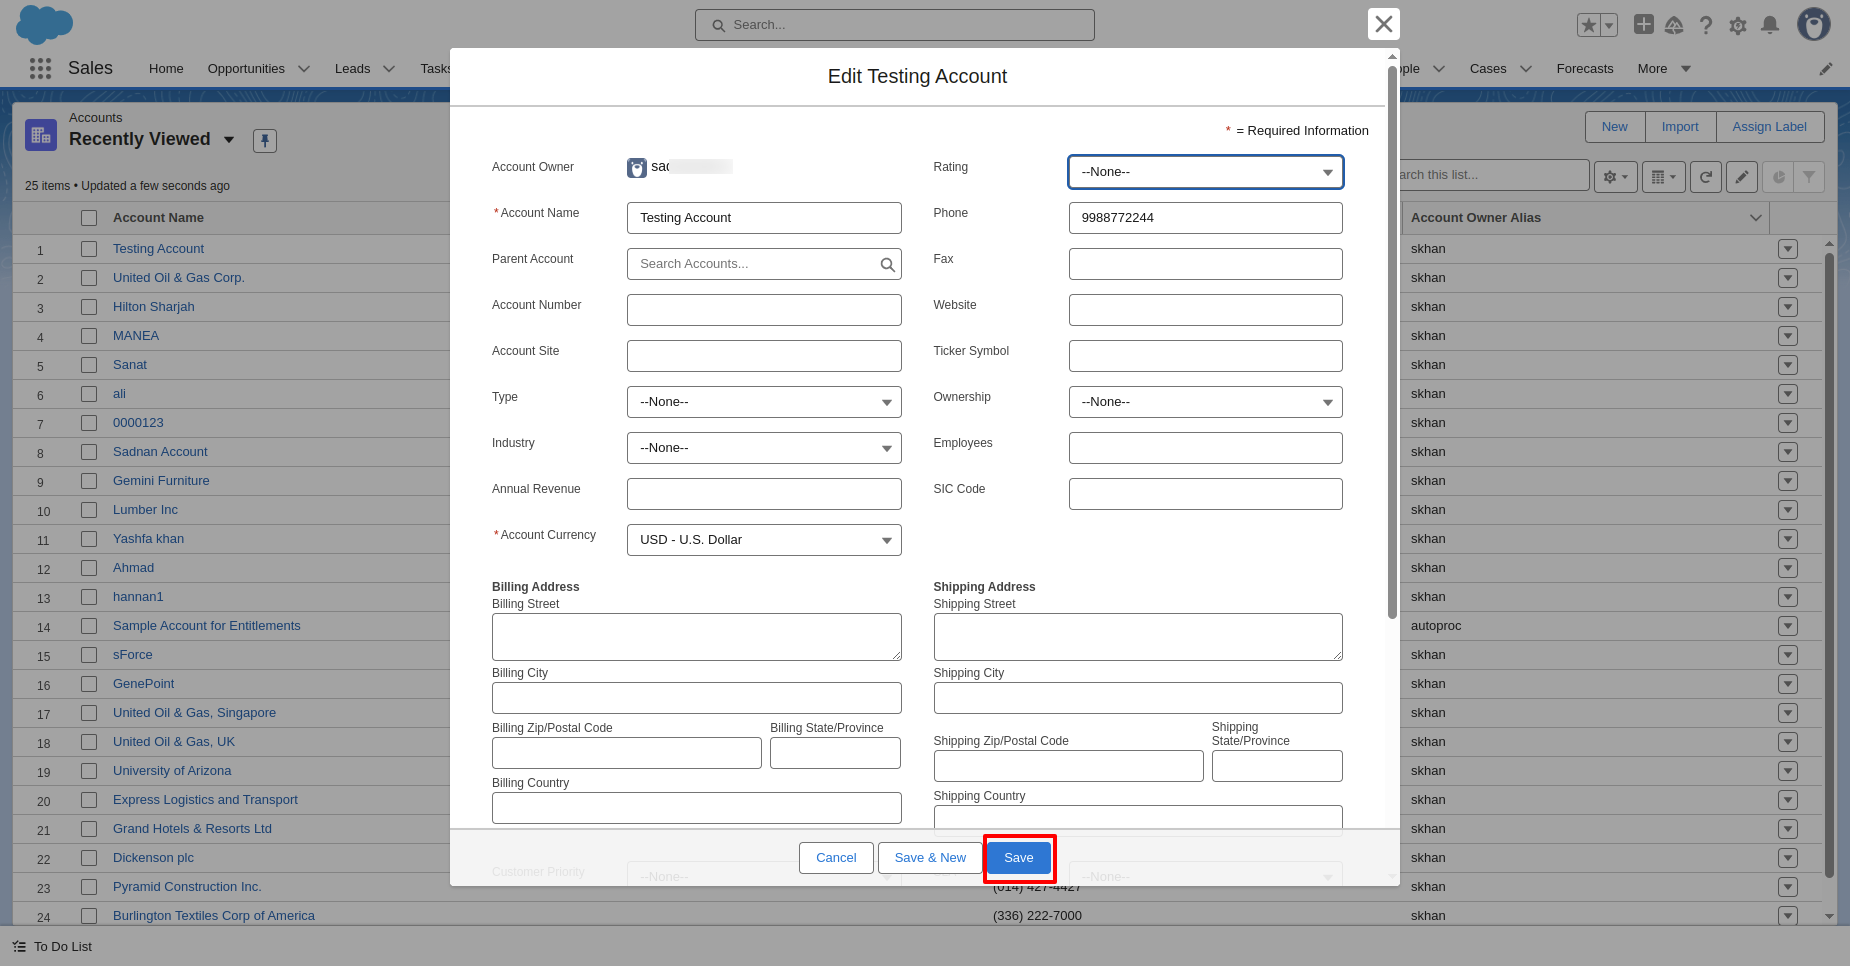 Search...
Sales
Home
Opportunities
Leads
Tasks
Cases
Forecasts
More
Accounts
Recently Viewed
25 items • Updated a few seconds ago
New
Import
Assign Label
this list...
Account Name
Account Owner Alias
1 Testing Account skhan
2 United Oil & Gas Corp. skhan
3 Hilton Sharjah skhan
4 MANEA skhan
5 Sanat skhan
6 ali skhan
7 0000123 skhan
8 Sadnan Account skhan
9 Gemini Furniture skhan
10 Lumber Inc skhan
11 Yashfa khan skhan
12 Ahmad skhan
13 hannan1 skhan
14 Sample Account for Entitlements autoproc
15 sForce skhan
16 GenePoint skhan
17 United Oil & Gas, Singapore skhan
18 United Oil & Gas, UK skhan
19 University of Arizona skhan
20 Express Logistics and Transport skhan
21 Grand Hotels & Resorts Ltd skhan
22 Dickenson plc skhan
23 Pyramid Construction Inc. (014) 427-4427 skhan
24 Burlington Textiles Corp of America (336) 222-7000 skhan
To Do List
Edit Testing Account
* = Required Information
Account Owner
Rating --None--
*Account Name Testing Account
Phone 9988772244
Parent Account Search Accounts...
Fax
Account Number
Website
Account Site
Ticker Symbol
Type --None--
Ownership --None--
Industry --None--
Employees
Annual Revenue
SIC Code
*Account Currency USD - U.S. Dollar
Billing Address
Billing Street
Billing City
Billing Zip/Postal Code
Billing State/Province
Billing Country
Shipping Address
Shipping Street
Shipping City
Shipping Zip/Postal Code
Shipping
State/Province
Shipping Country
Customer Priority --None--
--None--
Cancel
Save & New
Save